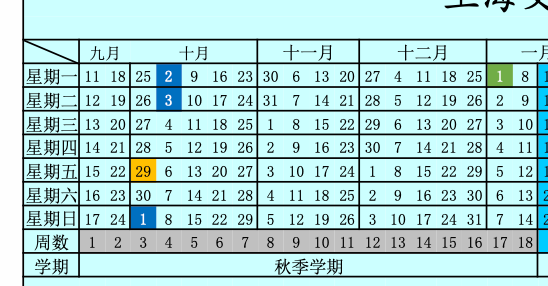 上海
九月 十月 十一月 十二月 一月
星期一 11 18 25 2 9 16 23 30 6 13 20 27 4 11 18 25 1 8
星期二 12 19 26 3 10 17 24 31 7 14 21 28 5 12 19 26 2 9
星期三 13 20 27 4 11 18 25 1 8 15 22 29 6 13 20 27 3 10
星期四 14 21 28 5 12 19 26 2 9 16 23 30 7 14 21 28 4 11
星期五 15 22 29 6 13 20 27 3 10 17 24 1 8 15 22 29 5 12
星期六 16 23 30 7 14 21 28 4 11 18 25 2 9 16 23 30 6 13
星期日 17 24 1 8 15 22 29 5 12 19 26 3 10 17 24 31 7 14
周数 1 2 3 4 5 6 7 8 9 10 11 12 13 14 15 16 17 18
学期 秋季学期